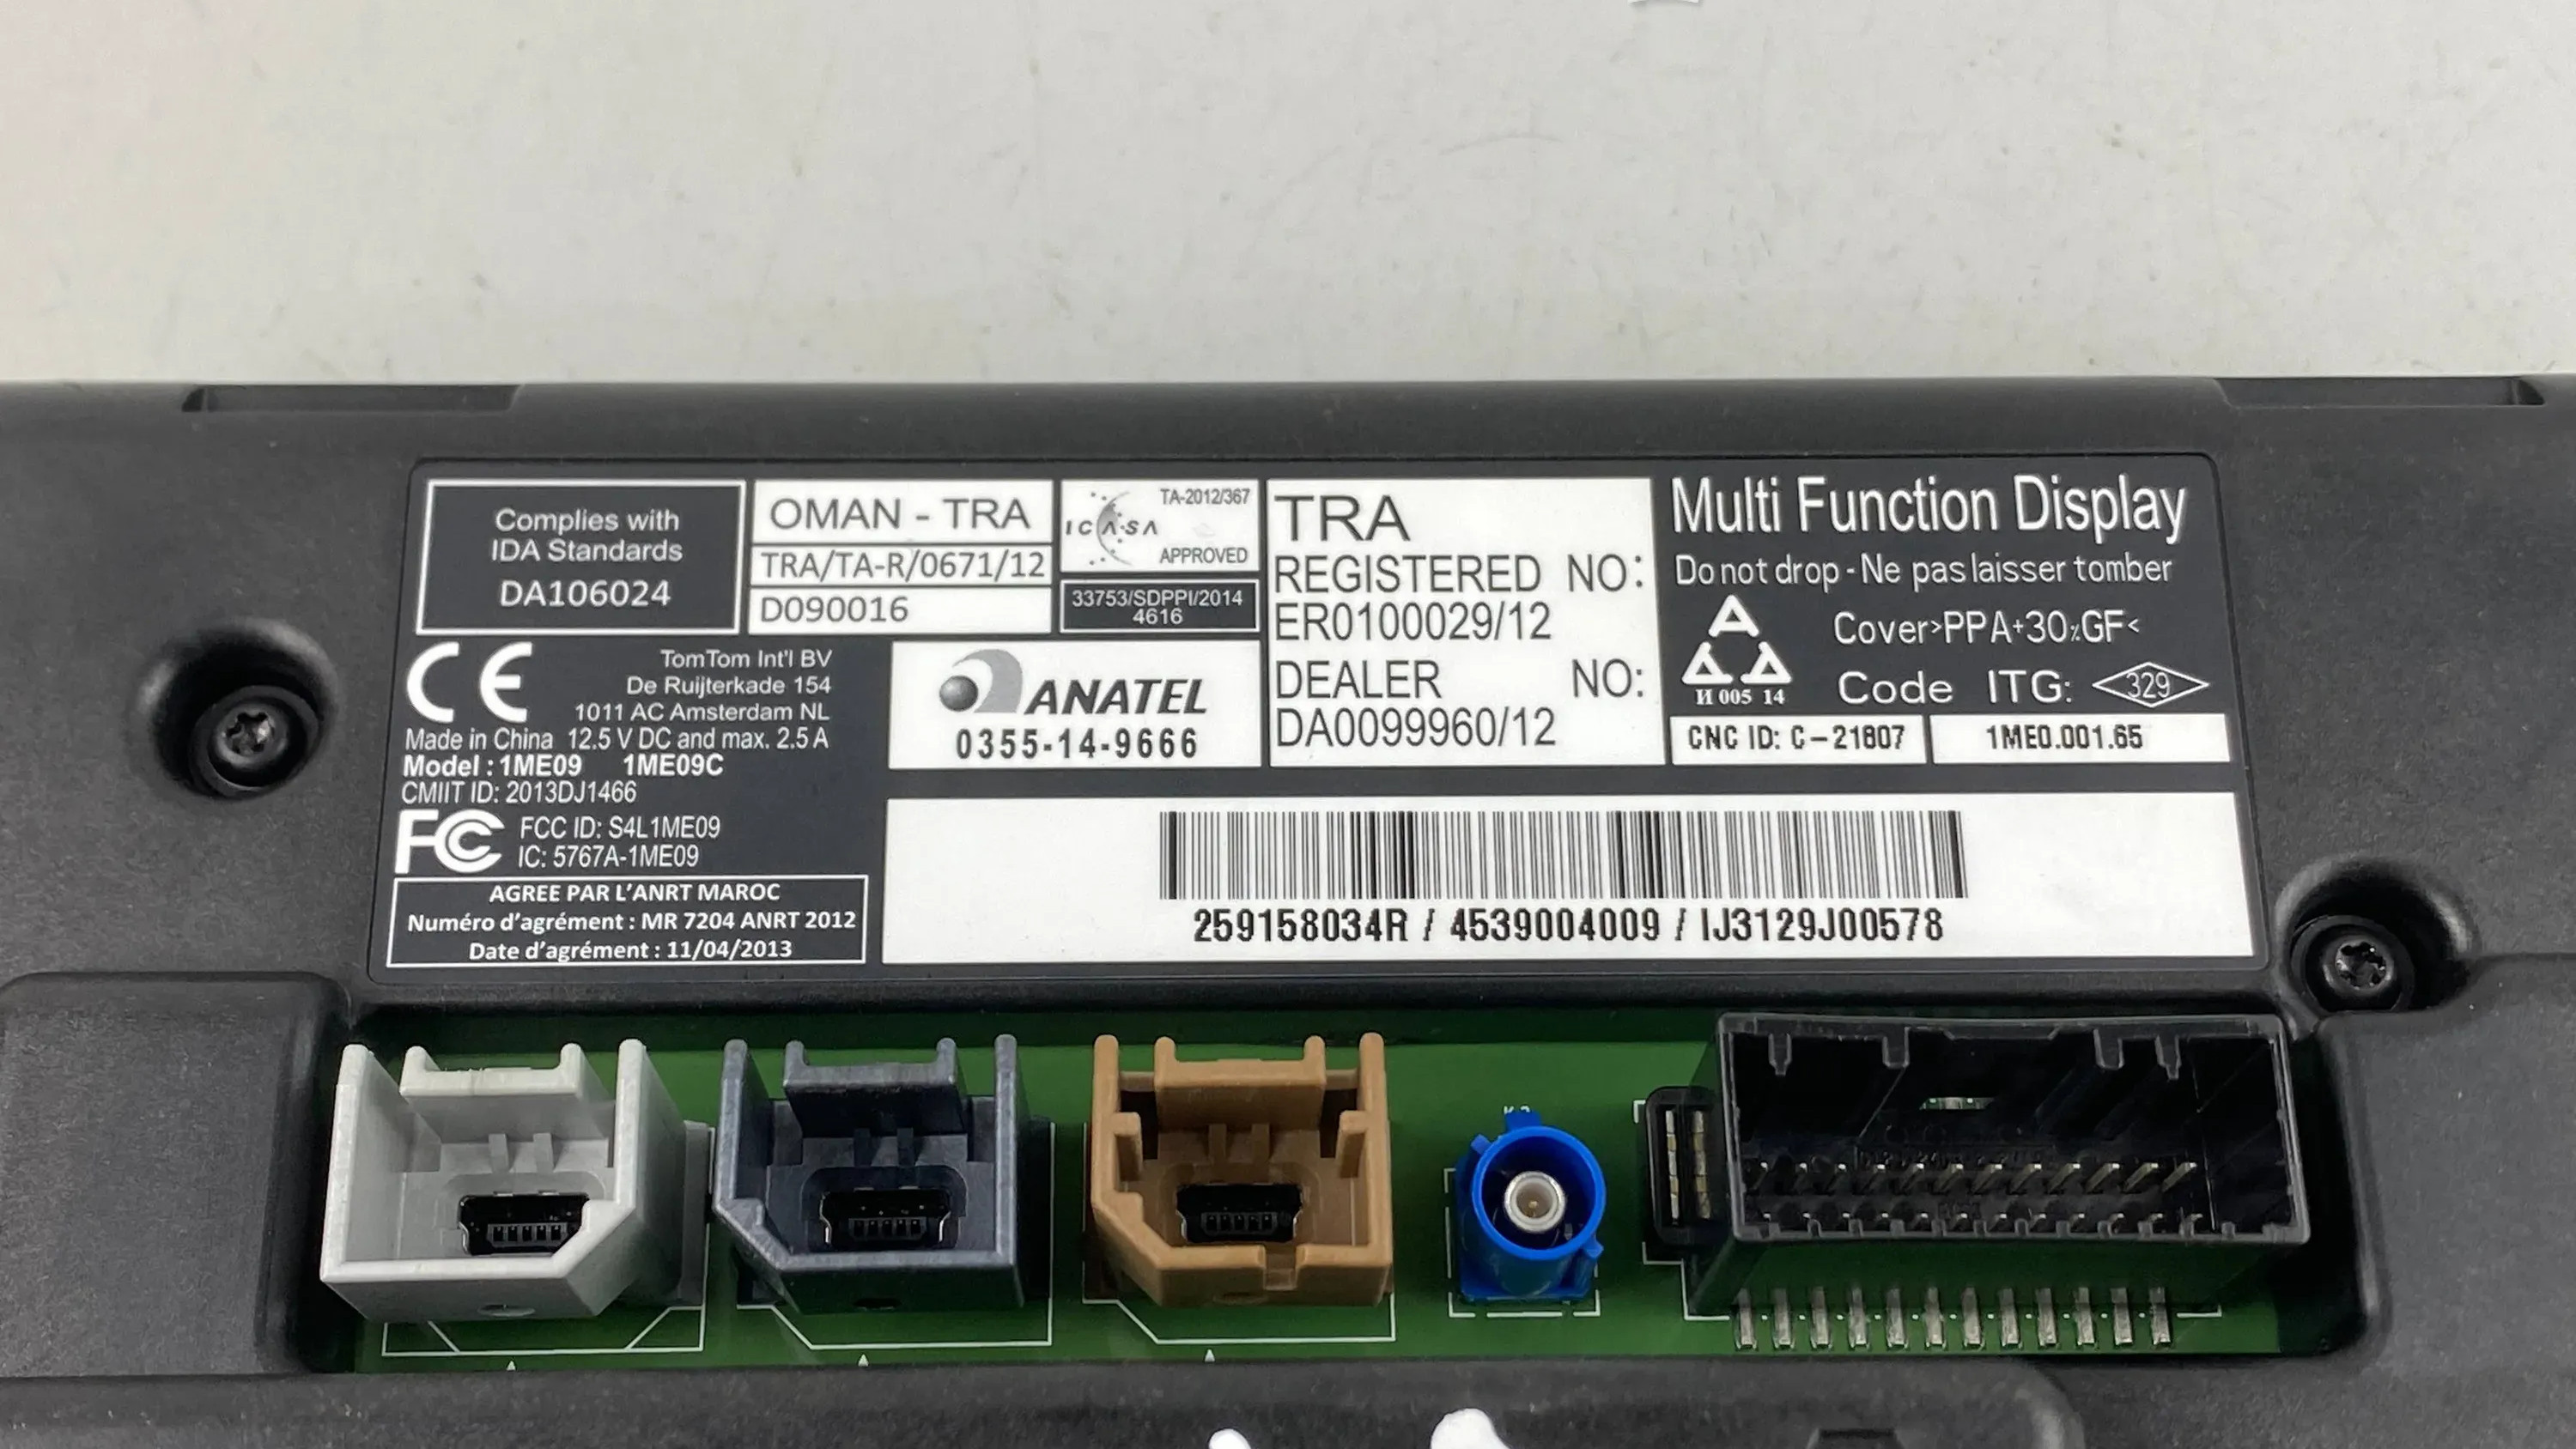 Complies with
IDA Standards
DA106024
OMAN - TRA
TRA/TA-R/0671/12
D090016
TA-2012/367
ICASA
APPROVED
33753/SDPPI/2014
4616
TRA
REGISTERED NO:
ER0100029/12
DEALER NO:
DA0099960/12
Multi Function Display
Do not drop - Ne pas laisser tomber
Cover>PPA+30%GF<
Code ITG: 329
И 005 14
CNC ID: C-21807
1ME0.001.65
CE
TomTom Int'l BV
De Ruijterkade 154
1011 AC Amsterdam NL
Made in China 12.5 V DC and max. 2.5 A
Model : 1ME09 1ME09C
CMIIT ID: 2013DJ1466
FC
FCC ID: S4L1ME09
IC: 5767A-1ME09
AGREE PAR L'ANRT MAROC
Numéro d'agrément : MR 7204 ANRT 2012
Date d'agrément : 11/04/2013
ANATEL
0355-14-9666
259158034R / 4539004009 / IJ3129J00578